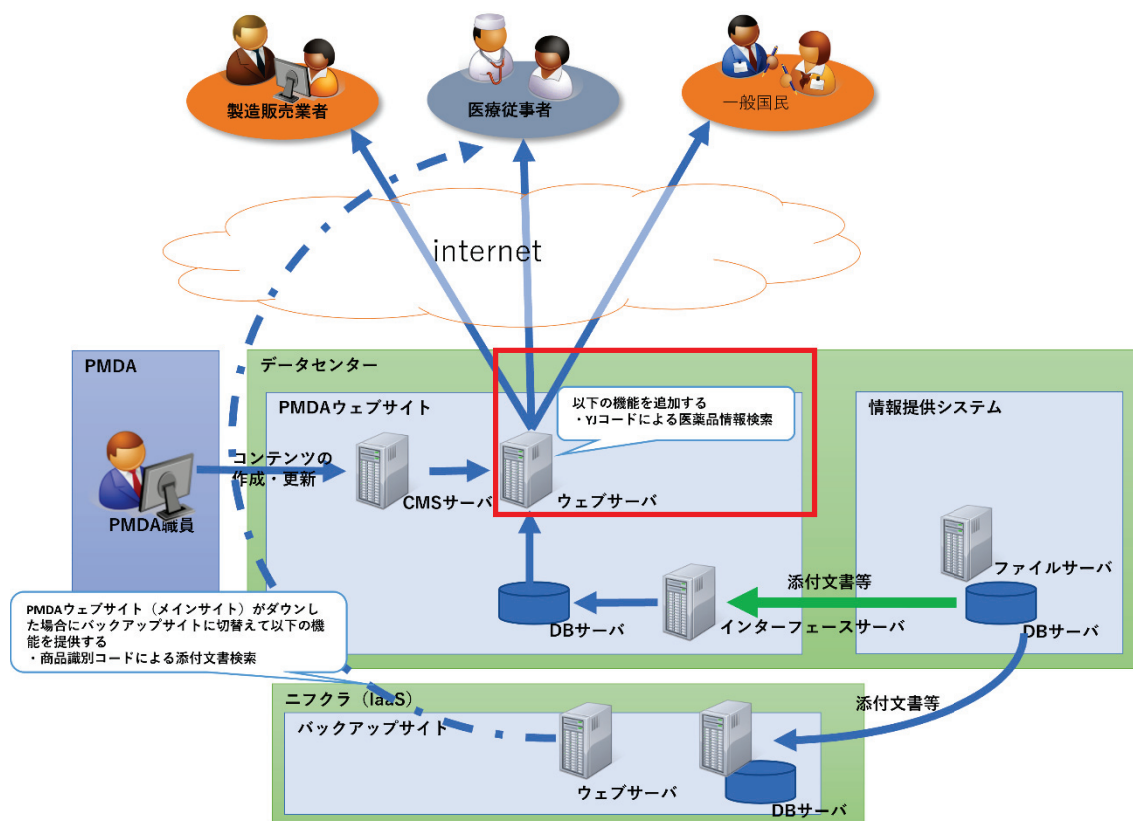 製造販売業者
医療従事者
一般国民
internet
PMDA
データセンター
PMDAウェブサイト
以下の機能を追加する
・YJコードによる医薬品情報検索
情報提供システム
コンテンツの
作成・更新
PMDA職員
CMSサーバ
ウェブサーバ
ファイルサーバ
添付文書等
DBサーバ
インターフェースサーバ
DBサーバ
PMDAウェブサイト（メインサイト）がダウンし
た場合にバックアップサイトに切替えて以下の機
能を提供する
・商品識別コードによる添付文書検索
ニフクラ（IaaS）
添付文書等
バックアップサイト
ウェブサーバ
DBサーバ